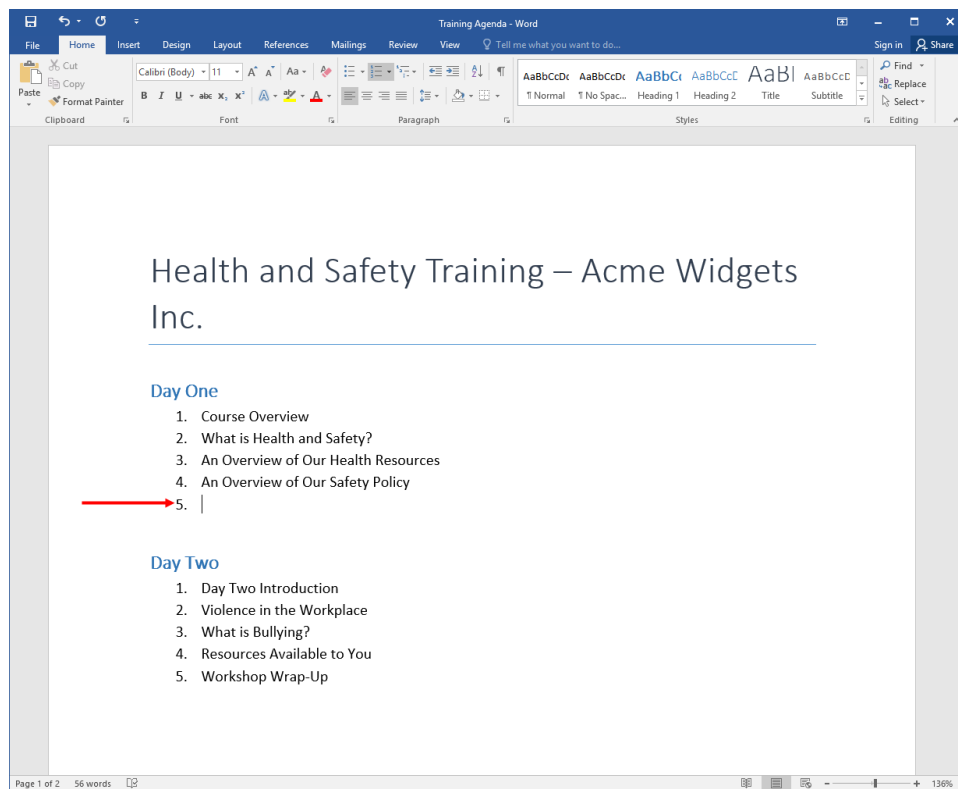 Training Agenda - Word
File Home Insert Design Layout References Mailings Review View Tell me what you want to do... Sign in Share
Paste
Cut
Copy
Format Painter
Clipboard
Calibri (Body) 11 Aa
B I U abc x₂ x² A aby A
Font
Paragraph
AaBbCcDc AaBbCcDc AaBbCc AaBbCcC AaBl AaBbCcD
¶ Normal ¶ No Spac... Heading 1 Heading 2 Title Subtitle
Styles
Find
Replace
Select
Editing
Health and Safety Training – Acme Widgets
Inc.
Day One
1. Course Overview
2. What is Health and Safety?
3. An Overview of Our Health Resources
4. An Overview of Our Safety Policy
5.
Day Two
1. Day Two Introduction
2. Violence in the Workplace
3. What is Bullying?
4. Resources Available to You
5. Workshop Wrap-Up
Page 1 of 2 56 words 136%